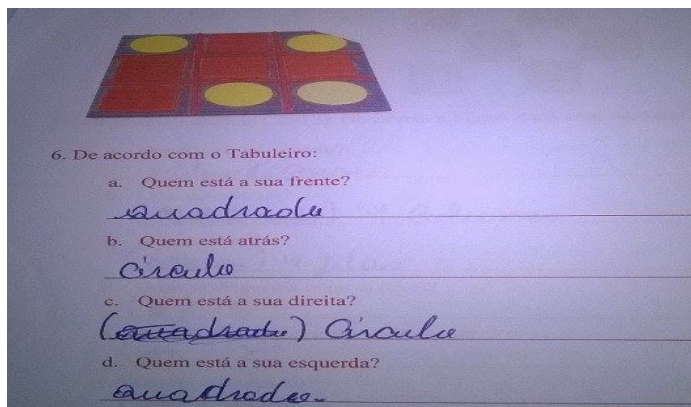 6. De acordo com o Tabuleiro:
a. Quem está a sua frente?
quadrado
b. Quem está atrás?
círculo
c. Quem está a sua direita?
(quadrado) Círculo
d. Quem está a sua esquerda?
quadrado.